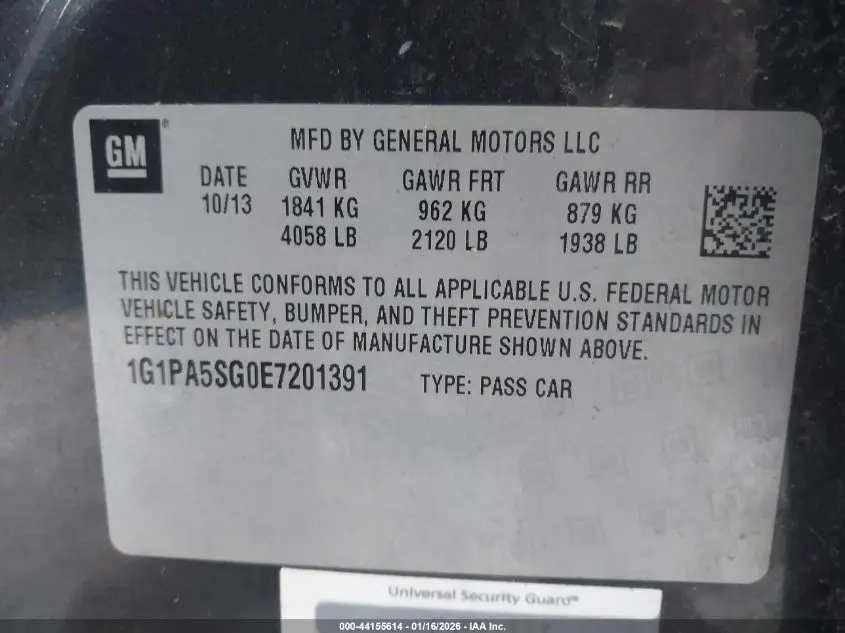 GM®
MFD BY GENERAL MOTORS LLC
DATE GVWR GAWR FRT GAWR RR
10/13 1841 KG 962 KG 879 KG
4058 LB 2120 LB 1938 LB
THIS VEHICLE CONFORMS TO ALL APPLICABLE U.S. FEDERAL MOTOR
VEHICLE SAFETY, BUMPER, AND THEFT PREVENTION STANDARDS IN
EFFECT ON THE DATE OF MANUFACTURE SHOWN ABOVE.
1G1PA5SG0E7201391 TYPE: PASS CAR
Universal Security Guard®
000-44155614 - 01/16/2026 - IAA Inc.